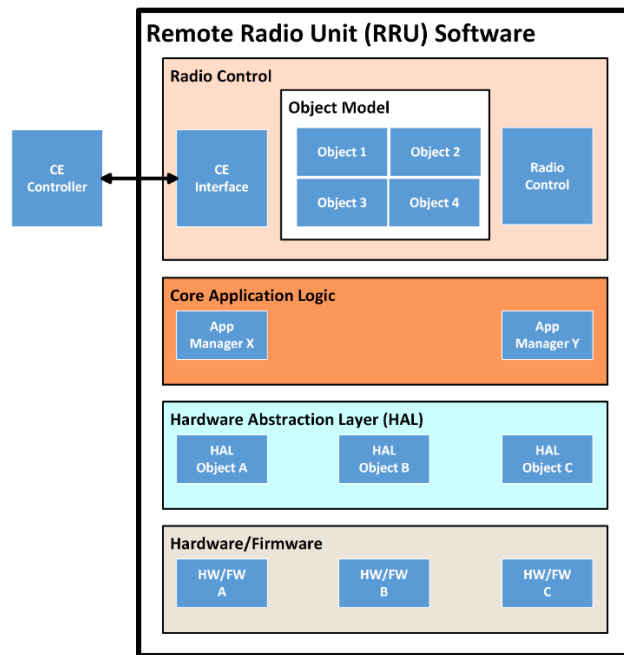 Remote Radio Unit (RRU) Software
Radio Control
Object Model
Object 1
Object 2
Object 3
Object 4
CE
Controller
CE
Interface
Radio
Control
Core Application Logic
App
Manager X
App
Manager Y
Hardware Abstraction Layer (HAL)
HAL
Object A
HAL
Object B
HAL
Object C
Hardware/Firmware
HW/FW
A
HW/FW
B
HW/FW
C